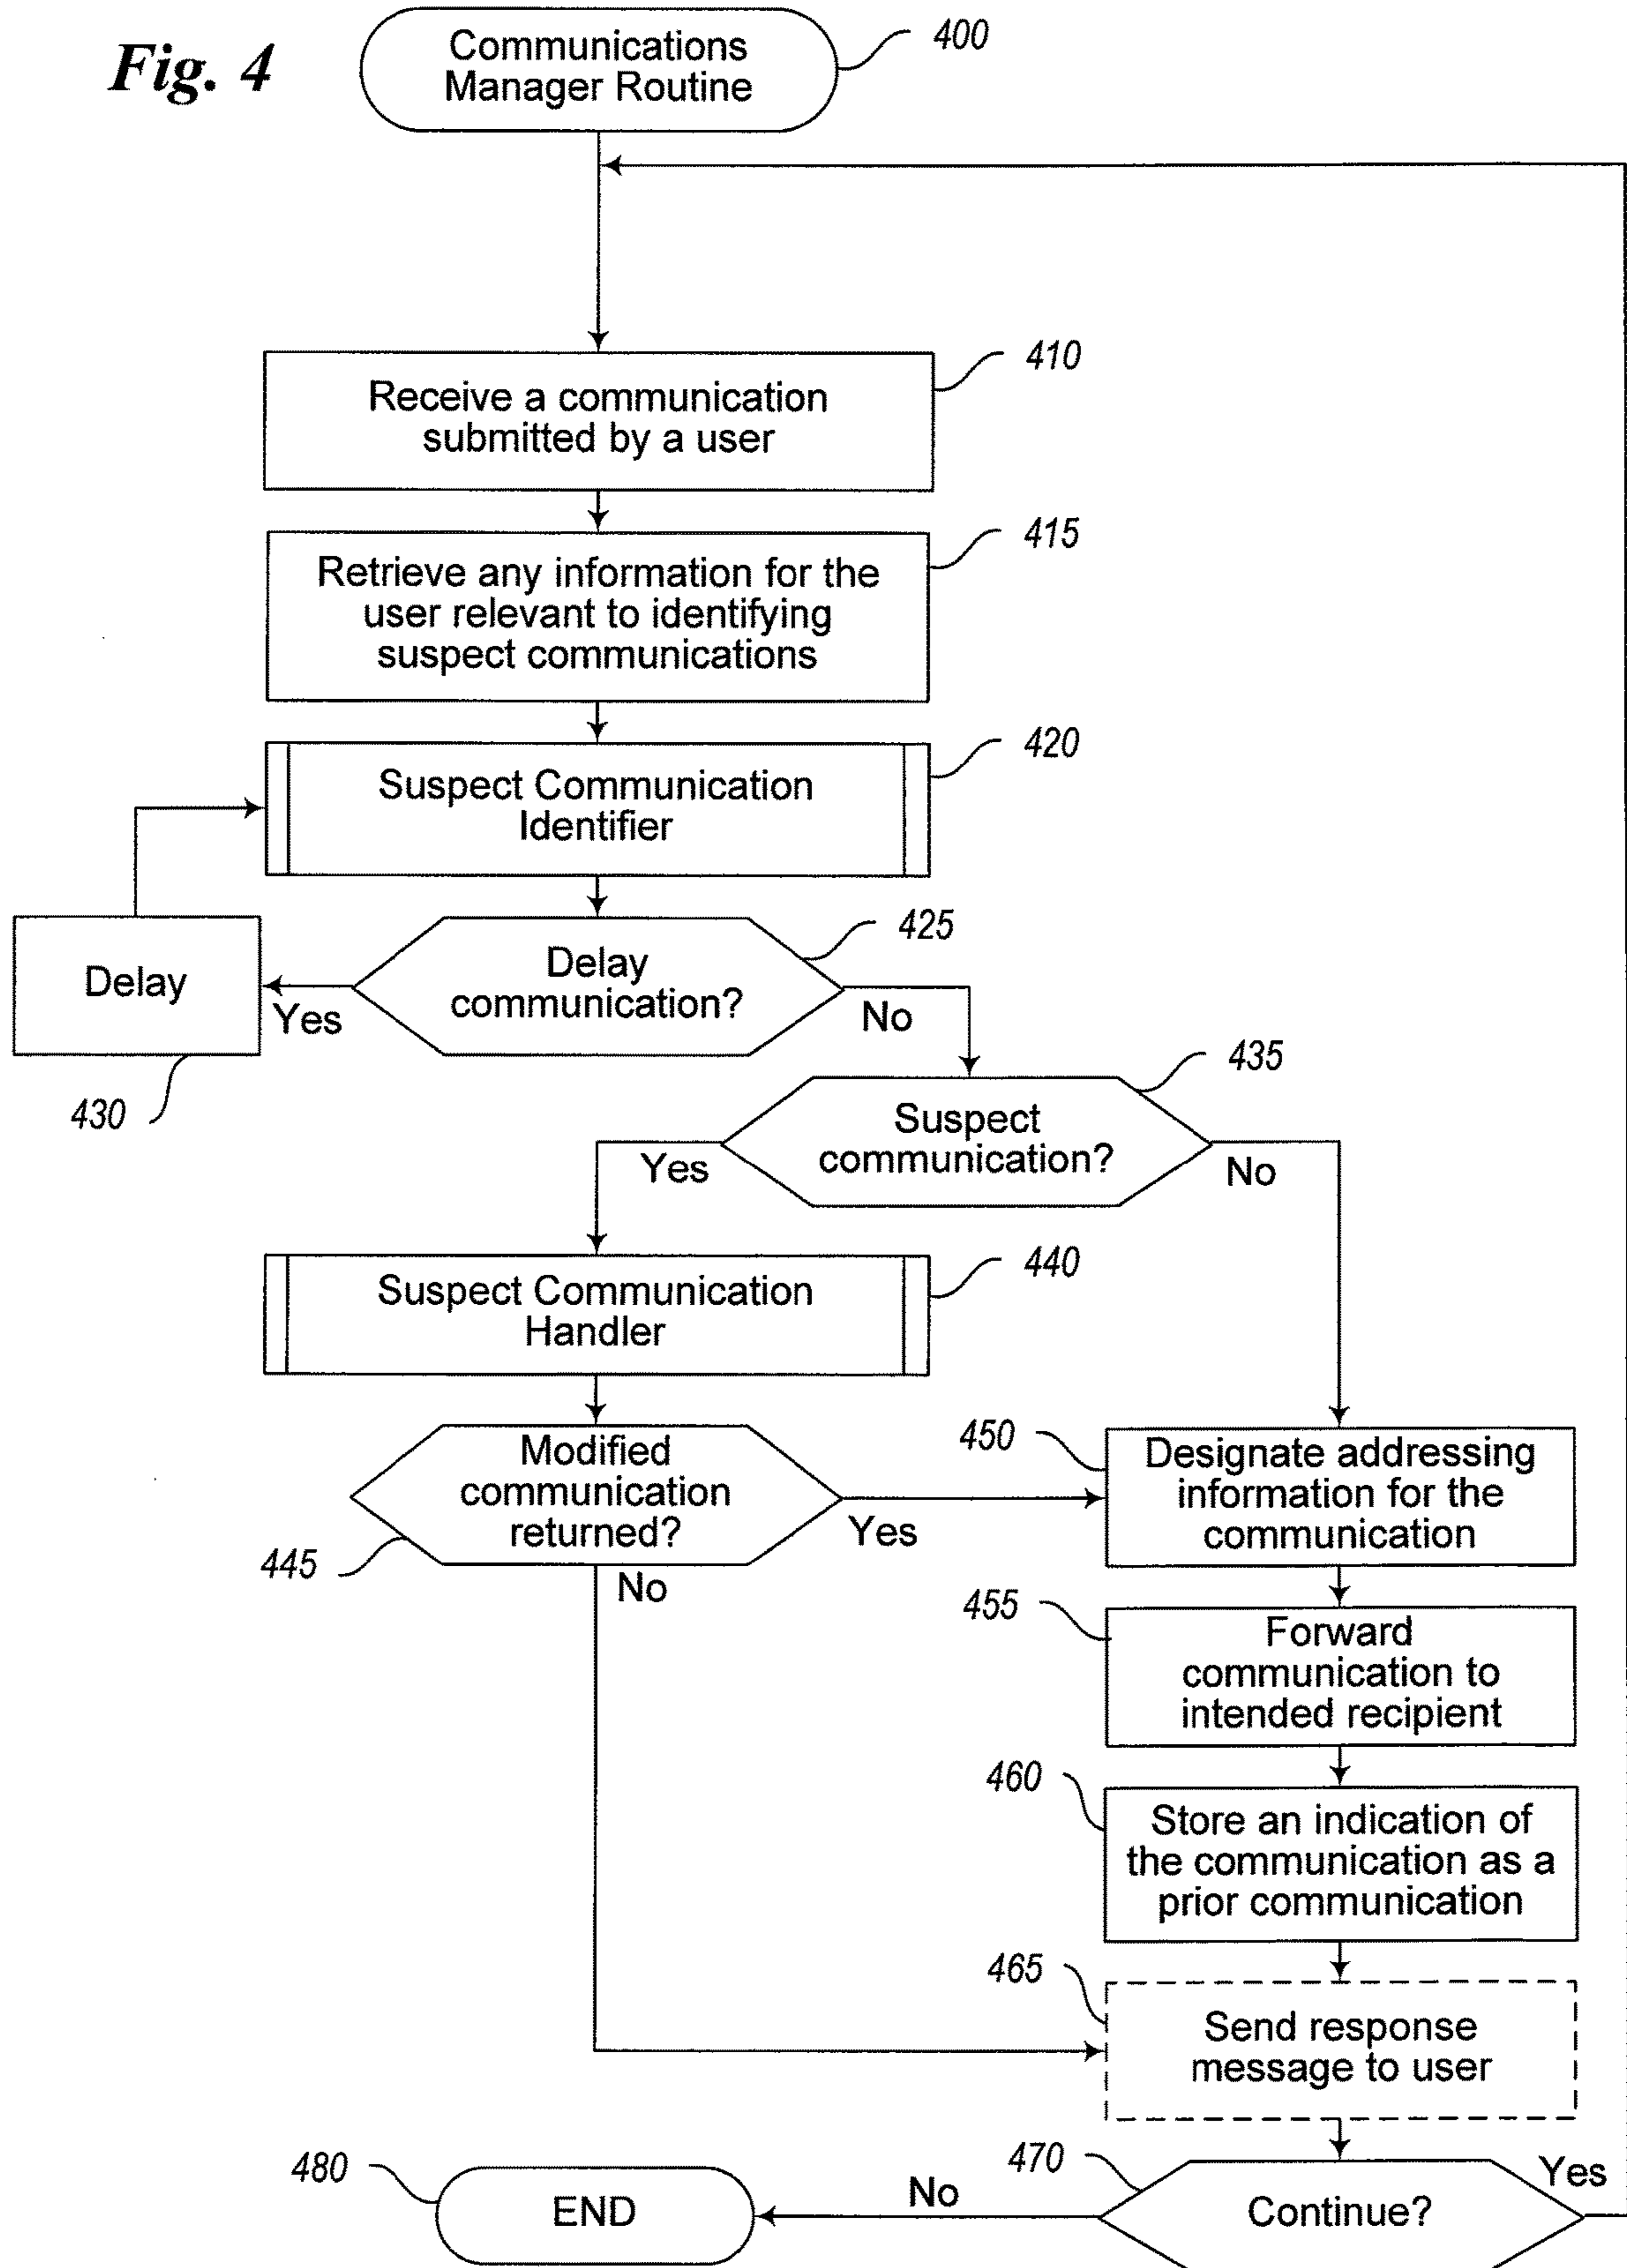 Fig. 4
Communications
Manager Routine
400
Receive a communication
submitted by a user
410
Retrieve any information for the
user relevant to identifying
suspect communications
415
Suspect Communication
Identifier
420
Delay
communication?
425
Yes
No
Delay
430
Suspect
communication?
435
Yes
No
Suspect Communication
Handler
440
Modified
communication
returned?
445
Yes
No
450
Designate addressing
information for the
communication
455
Forward
communication to
intended recipient
460
Store an indication of
the communication as a
prior communication
465
Send response
message to user
470
Continue?
Yes
No
480
END